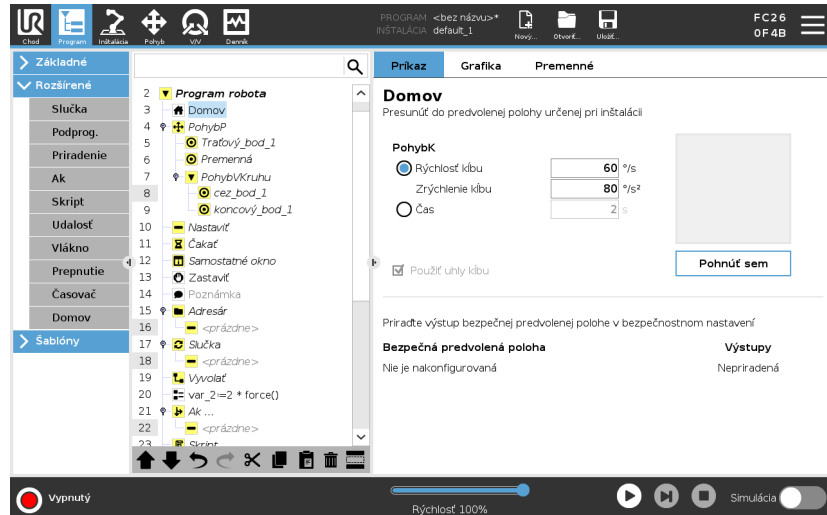 PROGRAM <bez názvu>*
INŠTALÁCIA default_1
Chod Program Inštalácia Pohyb V/V Denník
Nový... Otvoriť... Uložiť...
FC26
0F4B
Základné
Rozšírené
Slučka
Podprog.
Priradenie
Ak
Skript
Udalosť
Vlákno
Prepnutie
Časovač
Domov
Šablóny
2 Program robota
3 Domov
4 PohybP
5 Traťový_bod_1
6 Premenná
7 PohybVKruhu
8 cez_bod_1
9 koncový_bod_1
10 Nastaviť
11 Čakať
12 Samostatné okno
13 Zastaviť
14 Poznámka
15 Adresár
16 <prázdne>
17 Slučka
18 <prázdne>
19 Vyvolať
20 var_2≔2 * force()
21 Ak ...
22 <prázdne>
23 Skript
Príkaz Grafika Premenné
Domov
Presunúť do predvolenej polohy určenej pri inštalácii
PohybK
Rýchlosť kĺbu 60 °/s
Zrýchlenie kĺbu 80 °/s²
Čas 2 s
Použiť uhly kĺbu
Pohnúť sem
Priraďte výstup bezpečnej predvolenej polohe v bezpečnostnom nastavení
Bezpečná predvolená poloha Výstupy
Nie je nakonfigurovaná Nepriradená
Vypnutý
Rýchlosť 100%
Simulácia